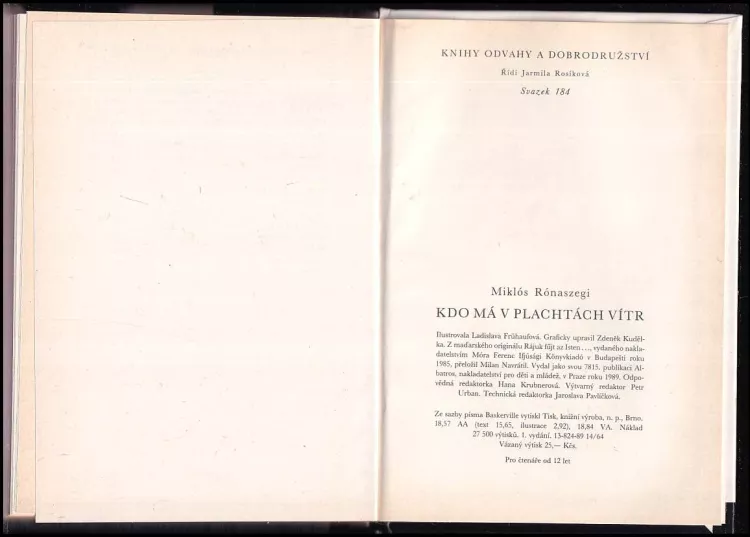 KNIHY ODVAHY A DOBRODRUŽSTVÍ
Řídí Jarmila Rosíková
Svazek 184
Miklós Rónaszegi
KDO MÁ V PLACHTÁCH VÍTR
Ilustrovala Ladislava Frühaufová. Graficky upravil Zdeněk Kuděl-
ka. Z maďarského originálu Rájuk fújt az Isten..., vydaného nakla-
datelstvím Móra Ferenc Ifjúsági Könyvkiadó v Budapešti roku
1985, přeložil Milan Navrátil. Vydal jako svou 7813. publikaci Al-
batros, nakladatelství pro děti a mládež, v Praze roku 1989. Odpo-
vědná redaktorka Hana Krubnerová. Výtvarný redaktor Petr
Urban. Technická redaktorka Jaroslava Pavlíčková.
Ze sazby písma Baskerville vytiskl Tisk, knižní výroba, n. p., Brno.
18,57 AA (text 15,65, ilustrace 2,92), 18,84 VA. Náklad
27 500 výtisků. 1. vydání. 13-824-89 14/64
Vázaný výtisk 25,— Kčs.
Pro čtenáře od 12 let